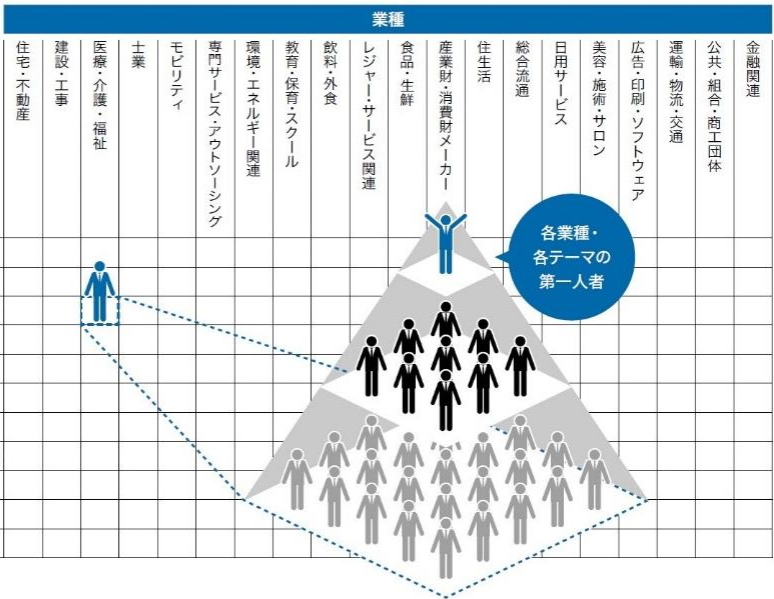 業種
住宅・不動産
建設・工事
医療・介護・福祉
士業
モビリティ
専門サービス・アウトソーシング
環境・エネルギー関連
教育・保育・スクール
飲料・外食
レジャー・サービス関連
食品・生鮮
産業財・消費財メーカー
住生活
総合流通
日用サービス
美容・施術・サロン
広告・印刷・ソフトウェア
運輸・物流・交通
公共・組合・商工団体
金融関連
各業種・
各テーマの
第一人者